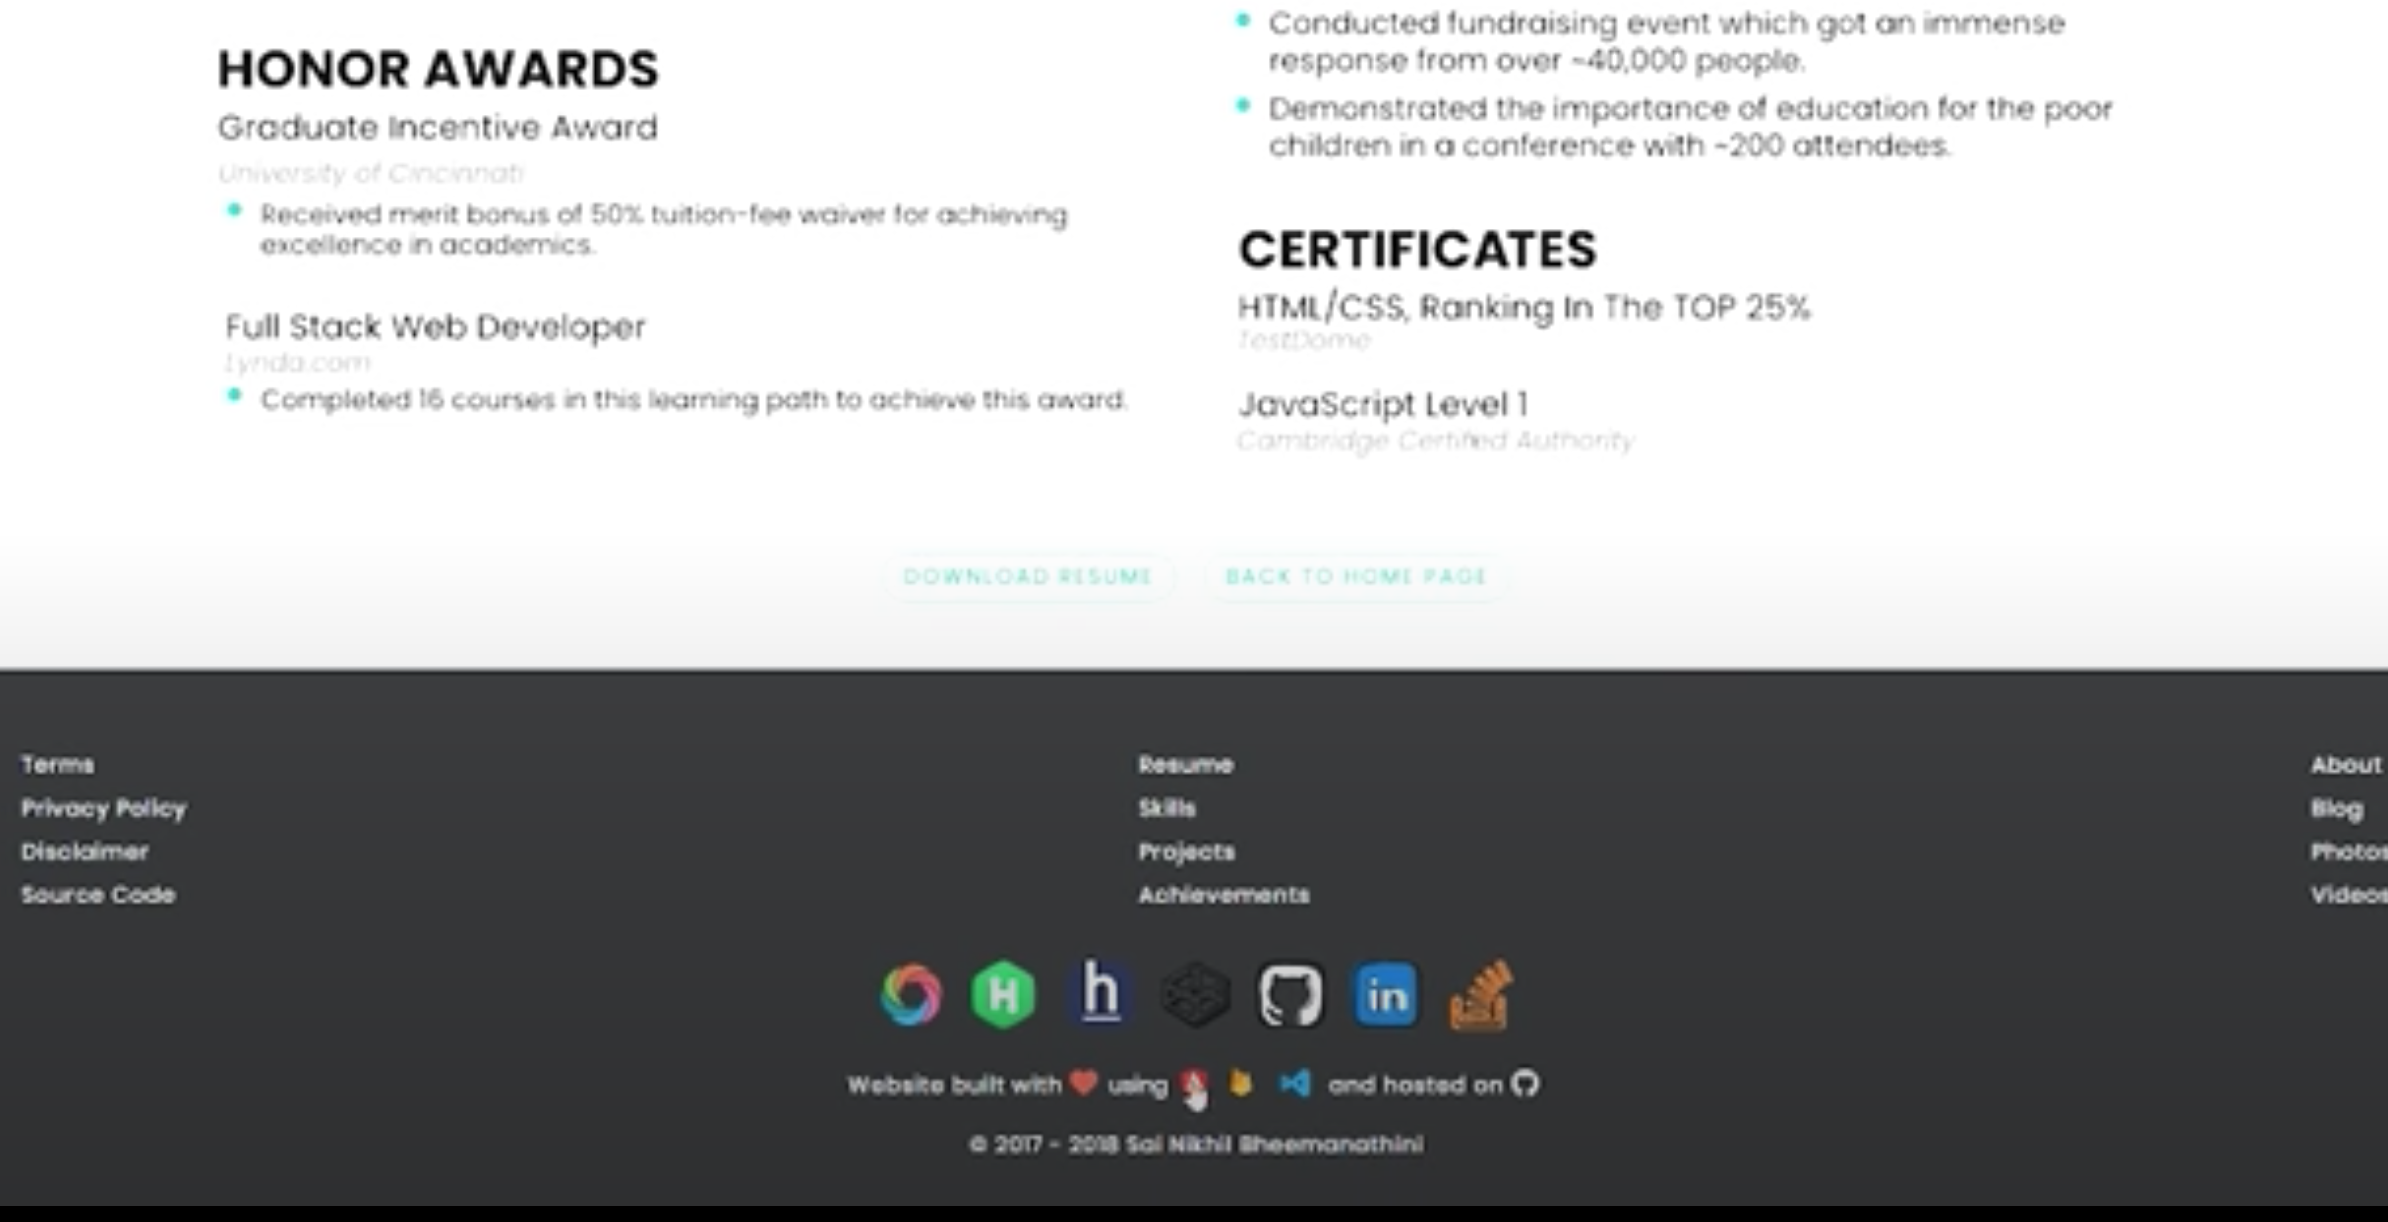 HONOR AWARDS
Graduate Incentive Award
University of Cincinnati
Received merit bonus of 50% tuition-fee waiver for achieving
excellence in academics.
Full Stack Web Developer
Lynda.com
Completed 16 courses in this learning path to achieve this award.
Conducted fundraising event which got an immense
response from over ~40,000 people.
Demonstrated the importance of education for the poor
children in a conference with ~200 attendees.
CERTIFICATES
HTML/CSS, Ranking In The TOP 25%
TestDome
JavaScript Level 1
Cambridge Certified Authority
DOWNLOAD RESUME
BACK TO HOME PAGE
Terms
Privacy Policy
Disclaimer
Source Code
Resume
Skills
Projects
Achievements
About
Blog
Photos
Videos
H
h
in
Website built with using and hosted on
© 2017 - 2018 Sai Nikhil Bheemanathini